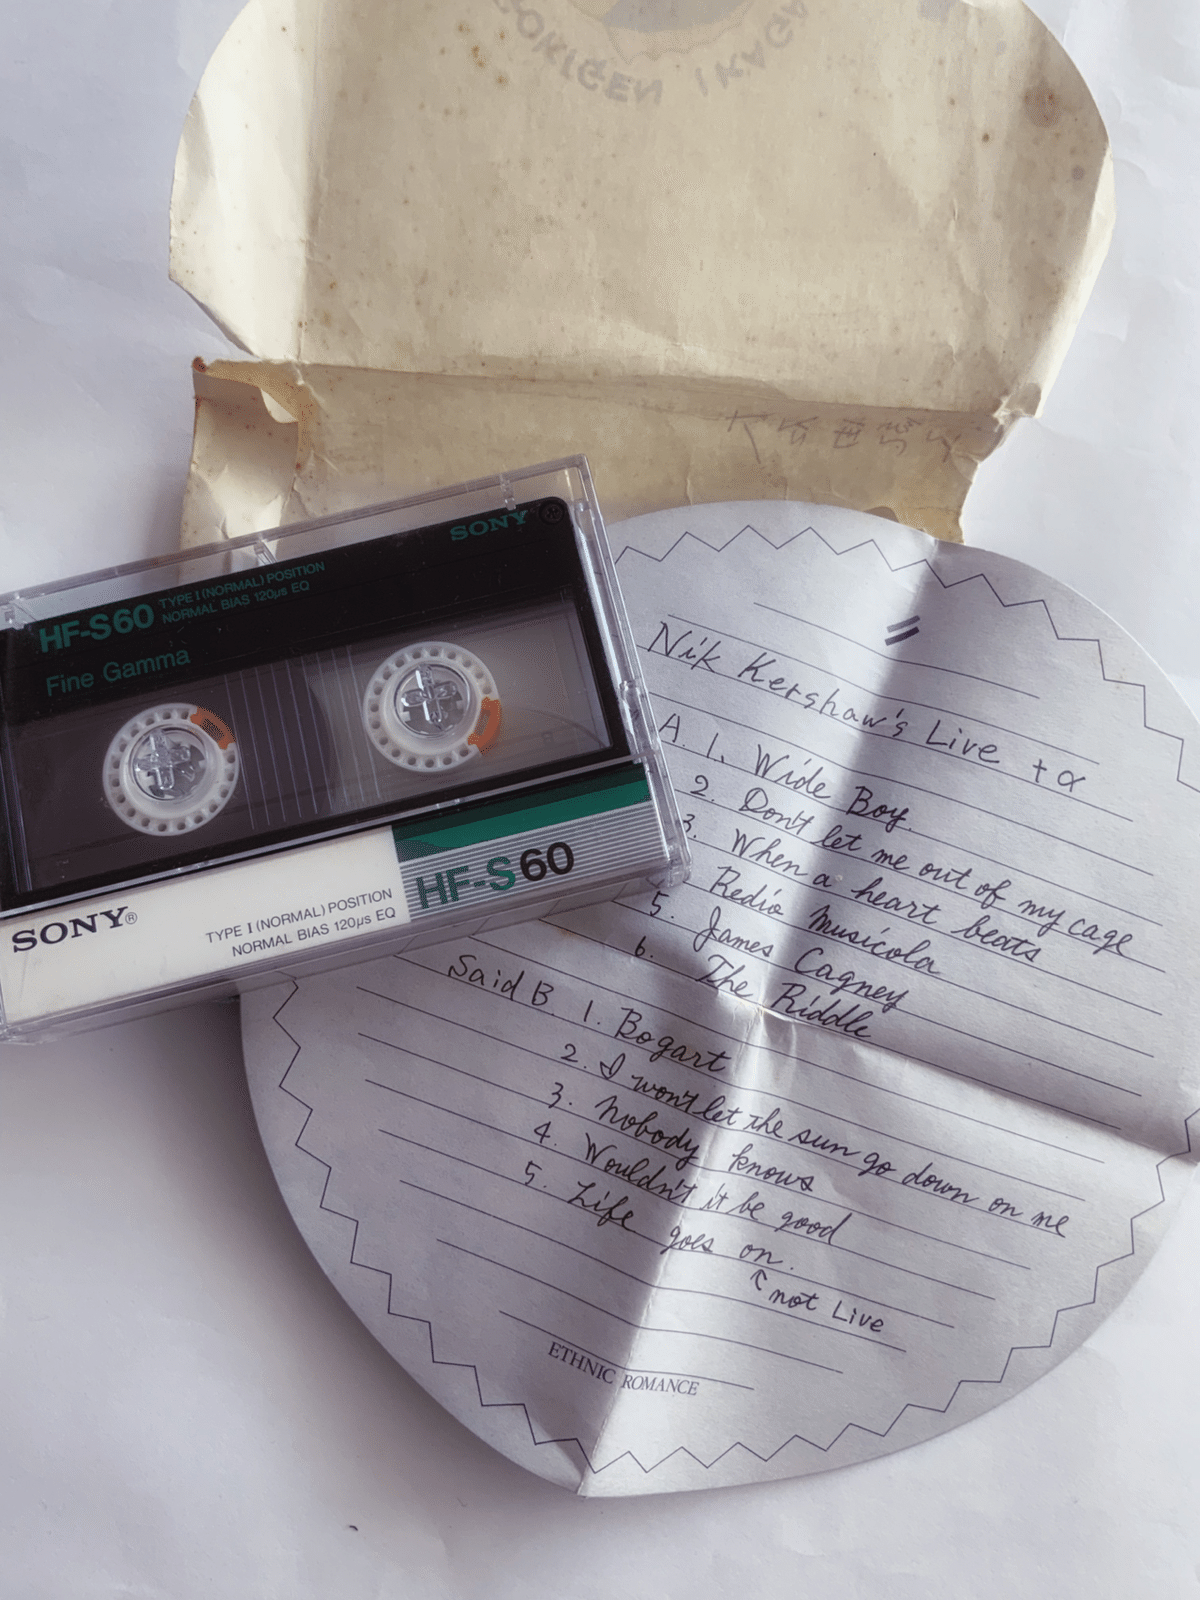 GOKIGEN IKAGA
SONY
HF-S60 TYPE I (NORMAL) POSITION
NORMAL BIAS 120μs EQ
Fine Gamma
SONY®
TYPE I (NORMAL) POSITION
NORMAL BIAS 120μs EQ
HF-S60
Nik Kershaw's Live +α
A. 1. Wide Boy.
2. Don't let me out of my cage
3. When a heart beats
Redio Musicola
5. James Cagney
6. The Riddle
Said B. 1. Bogart
2. I won't let the sun go down on me
3. Nobody knows
4. Wouldn't it be good
5. Life goes on.
↑ not Live
ETHNIC ROMANCE